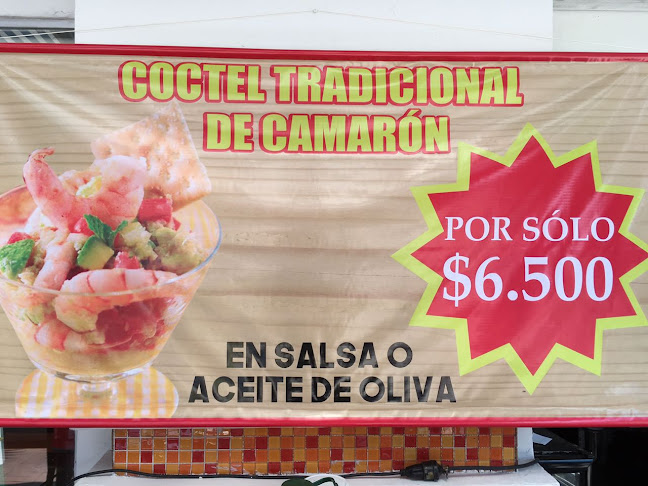 COCTEL TRADICIONAL
DE CAMARÓN
POR SÓLO
$6.500
EN SALSA O
ACEITE DE OLIVA